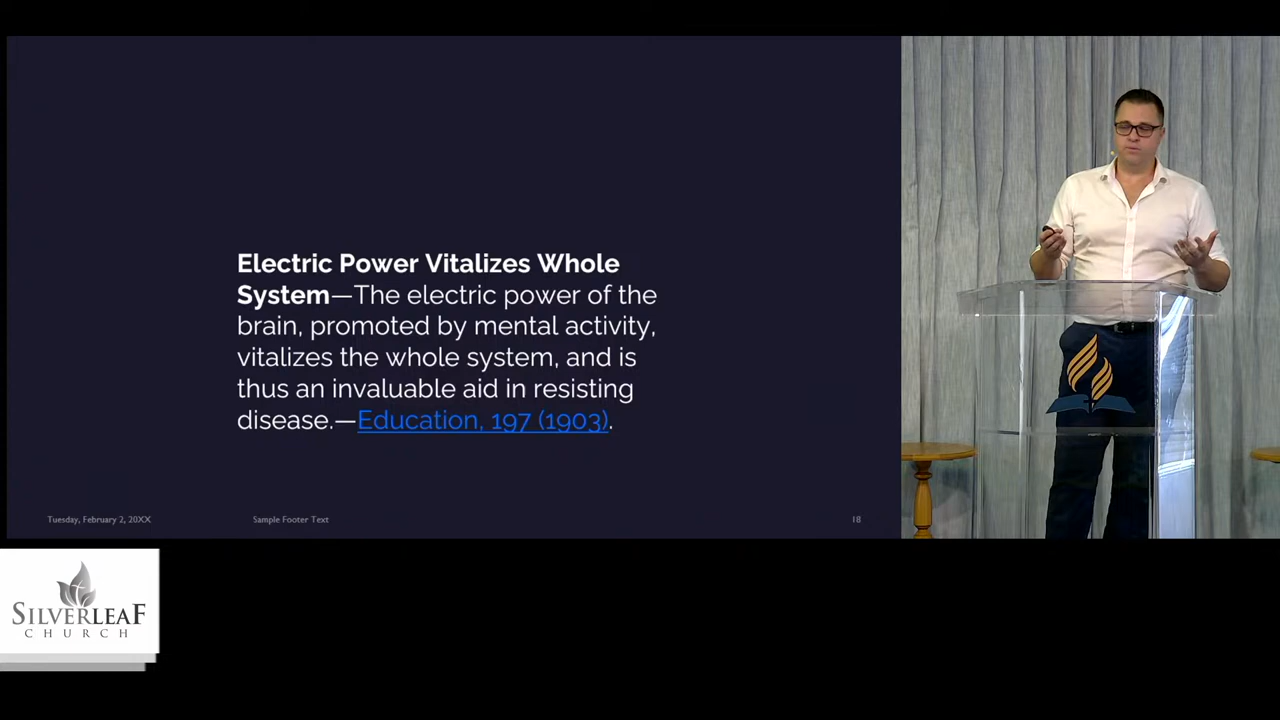 Electric Power Vitalizes Whole
System—The electric power of the
brain, promoted by mental activity,
vitalizes the whole system, and is
thus an invaluable aid in resisting
disease.—Education, 197 (1903).
Tuesday, February 2, 20XX
Sample Footer Text
18
SILVERLEAF
CHURCH